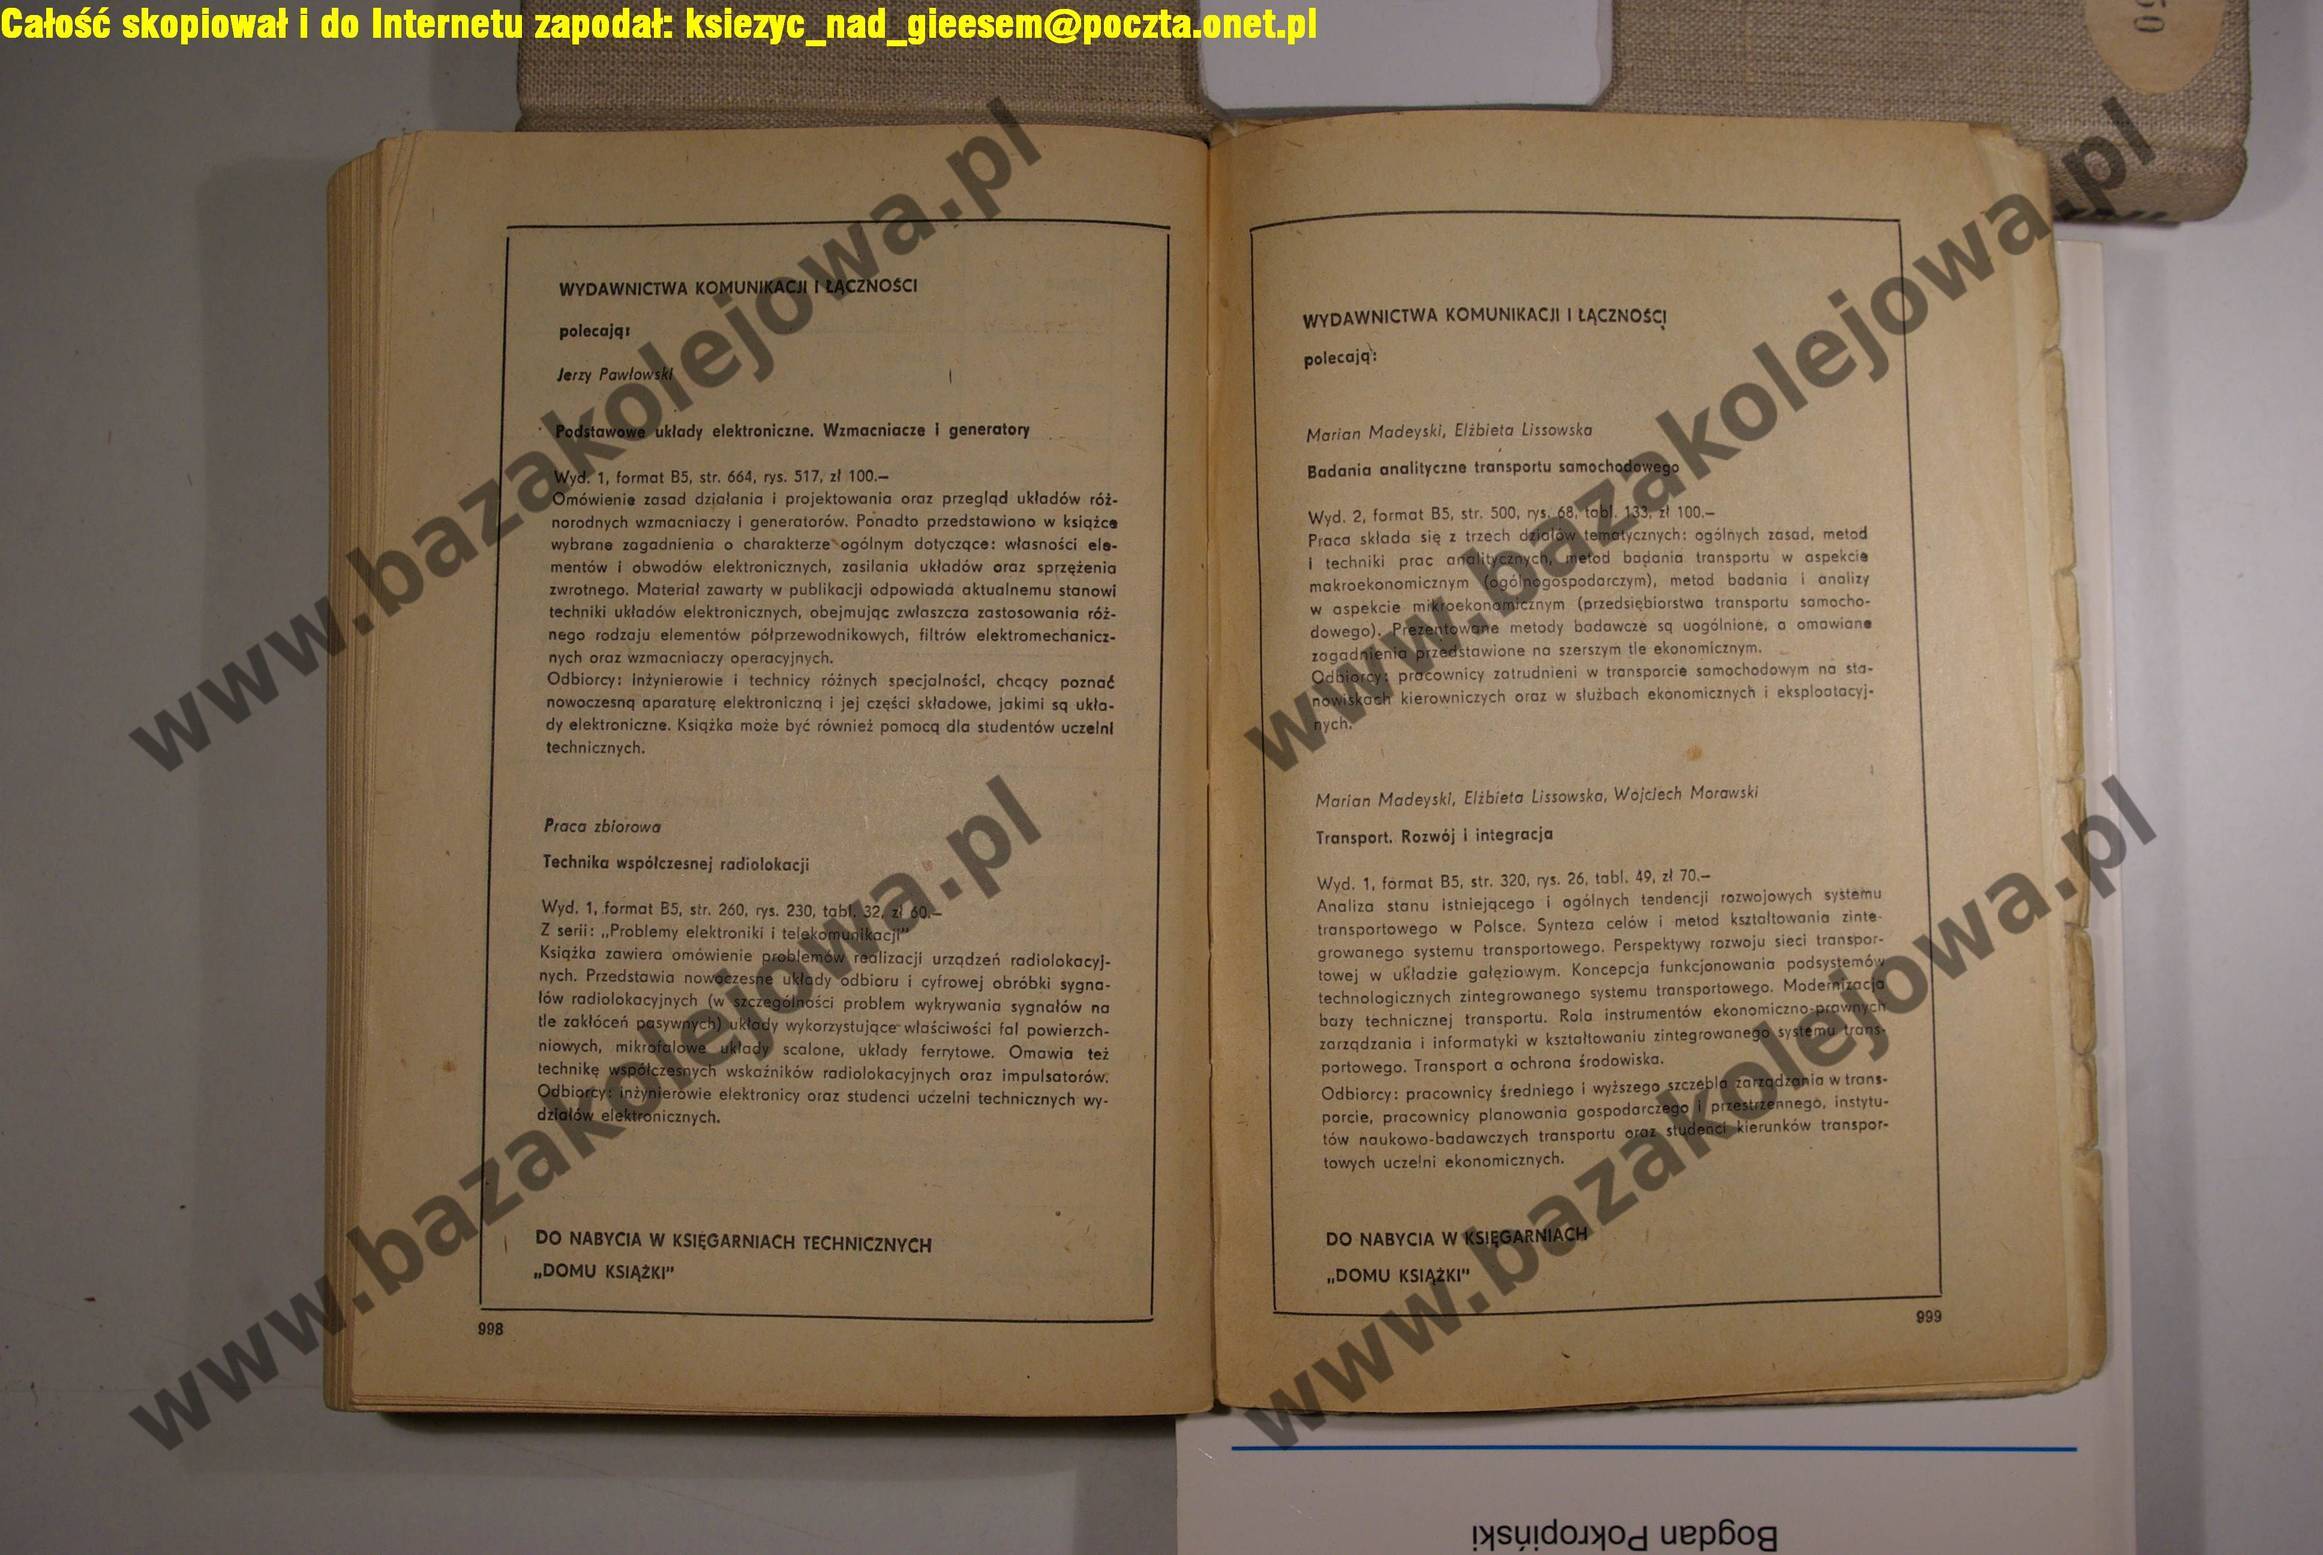 Całość skopiował i do Internetu zapodał: ksiezyc_nad_gieesem@poczta.onet.pl
WYDAWNICTWA KOMUNIKACJI I ŁĄCZNOŚCI
polecają:
Jerzy Pawłowski
Podstawowe układy elektroniczne. Wzmacniacze i generatory
Wyd. 1, format B5, str. 664, rys. 517, zł 100.—
Omówienie zasad działania i projektowania oraz przegląd układów róż-
norodnych wzmacniaczy i generatorów. Ponadto przedstawiono w książce
wybrane zagadnienia o charakterze ogólnym dotyczące: własności ele-
mentów i obwodów elektronicznych, zasilania układów oraz sprzężenia
zwrotnego. Materiał zawarty w publikacji odpowiada aktualnemu stanowi
techniki układów elektronicznych, obejmując zwłaszcza zastosowania róż-
nego rodzaju elementów półprzewodnikowych, filtrów elektromechanicz-
nych oraz wzmacniaczy operacyjnych.
Odbiorcy: inżynierowie i technicy różnych specjalności, chcący poznać
nowoczesną aparaturę elektroniczną i jej części składowe, jakimi są ukła-
dy elektroniczne. Książka może być również pomocą dla studentów uczelni
technicznych.
Praca zbiorowa
Technika współczesnej radiolokacji
Wyd. 1, format B5, str. 260, rys. 230, tabl. 32, zł 60.—
Z serii: „Problemy elektroniki i telekomunikacji"
Książka zawiera omówienie problemów realizacji urządzeń radiolokacyj-
nych. Przedstawia nowoczesne układy odbioru i cyfrowej obróbki sygna-
łów radiolokacyjnych (w szczególności problem wykrywania sygnałów na
tle zakłóceń pasywnych) układy wykorzystujące właściwości fal powierzch-
niowych, mikrofalowe układy scalone, układy ferrytowe. Omawia też
technikę współczesnych wskaźników radiolokacyjnych oraz impulsatorów.
Odbiorcy: inżynierowie elektronicy oraz studenci uczelni technicznych wy-
działów elektronicznych.
DO NABYCIA W KSIĘGARNIACH TECHNICZNYCH
„DOMU KSIĄŻKI"
998
WYDAWNICTWA KOMUNIKACJI I ŁĄCZNOŚCI
polecają:
Marian Madeyski, Elżbieta Lissowska
Badania analityczne transportu samochodowego
Wyd. 2, format B5, str. 500, rys. 68, tabl. 133, zł 100.—
Praca składa się z trzech działów tematycznych: ogólnych zasad, metod
i techniki prac analitycznych, metod badania transportu w aspekcie
makroekonomicznym (ogólnogospodarczym), metod badania i analizy
w aspekcie mikroekonomicznym (przedsiębiorstwa transportu samocho-
dowego). Prezentowane metody badawcze są uogólnione, a omawiane
zagadnienia przedstawione na szerszym tle ekonomicznym.
Odbiorcy: pracownicy zatrudnieni w transporcie samochodowym na sta-
nowiskach kierowniczych oraz w służbach ekonomicznych i eksploatacyj-
nych.
Marian Madeyski, Elżbieta Lissowska, Wojciech Morawski
Transport. Rozwój i integracja
Wyd. 1, format B5, str. 320, rys. 26, tabl. 49, zł 70.—
Analiza stanu istniejącego i ogólnych tendencji rozwojowych systemu
transportowego w Polsce. Synteza celów i metod kształtowania zinte-
growanego systemu transportowego. Perspektywy rozwoju sieci transpor-
towej w układzie gałęziowym. Koncepcja funkcjonowania podsystemów
technologicznych zintegrowanego systemu transportowego. Modernizacja
bazy technicznej transportu. Rola instrumentów ekonomiczno-prawnych
zarządzania i informatyki w kształtowaniu zintegrowanego systemu trans-
portowego. Transport a ochrona środowiska.
Odbiorcy: pracownicy średniego i wyższego szczebla zarządzania w trans-
porcie, pracownicy planowania gospodarczego i przestrzennego, instytu-
tów naukowo-badawczych transportu oraz studenci kierunków transpor-
towych uczelni ekonomicznych.
DO NABYCIA W KSIĘGARNIACH
„DOMU KSIĄŻKI"
999
Bogdan Pokropiński
www.bazakolejowa.pl
www.bazakolejowa.pl
www.bazakolejowa.pl
www.bazakolejowa.pl